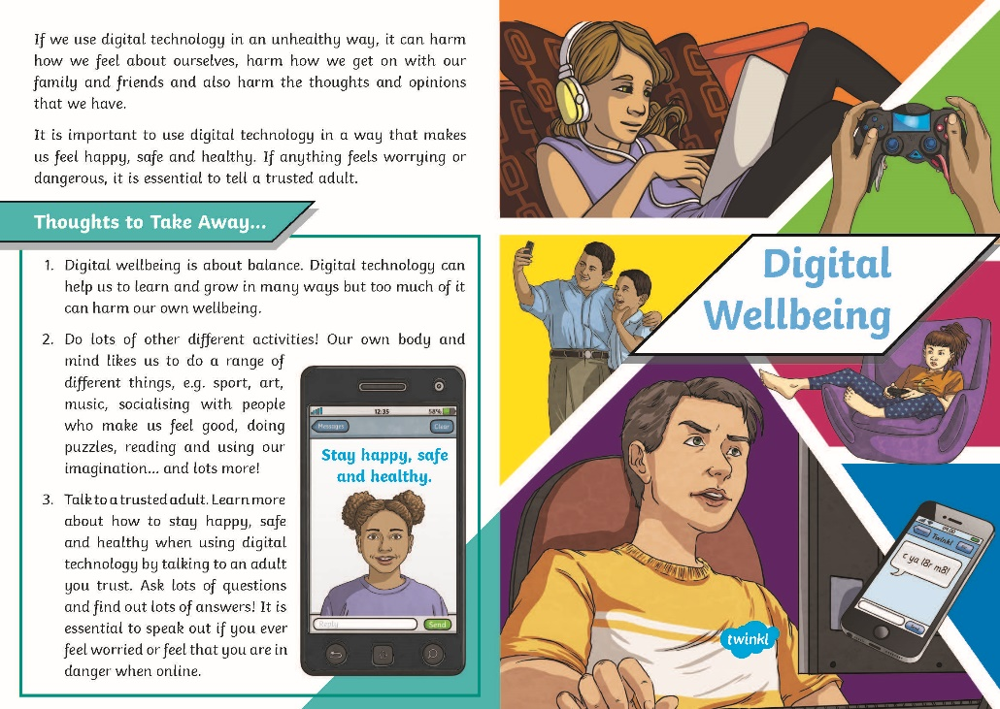 If we use digital technology in an unhealthy way, it can harm
how we feel about ourselves, harm how we get on with our
family and friends and also harm the thoughts and opinions
that we have.
It is important to use digital technology in a way that makes
us feel happy, safe and healthy. If anything feels worrying or
dangerous, it is essential to tell a trusted adult.
Thoughts to Take Away...
1. Digital wellbeing is about balance. Digital technology can
help us to learn and grow in many ways but too much of it
can harm our own wellbeing.
2. Do lots of other different activities! Our own body and
mind likes us to do a range of
different things, e.g. sport, art,
music, socialising with people
who make us feel good, doing
puzzles, reading and using our
imagination... and lots more!
3. Talk to a trusted adult. Learn more
about how to stay happy, safe
and healthy when using digital
technology by talking to an adult
you trust. Ask lots of questions
and find out lots of answers! It is
essential to speak out if you ever
feel worried or feel that you are in
danger when online.
12:35 58%
Messages Clear
Stay happy, safe
and healthy.
Reply Send
Digital
Wellbeing
Twinkl
c ya l8r m8!
twinkl